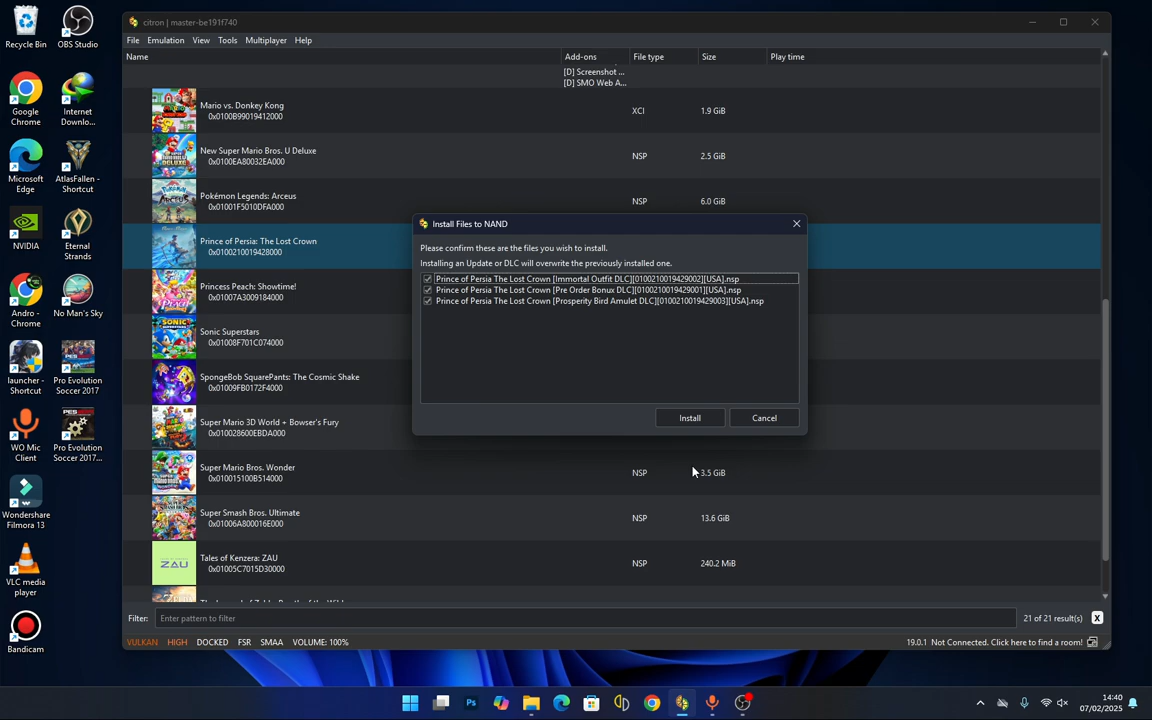 Recycle Bin
OBS Studio
Google Chrome
Internet Downlo...
Microsoft Edge
AtlasFallen - Shortcut
NVIDIA
Eternal Strands
Andro - Chrome
No Man's Sky
launcher - Shortcut
Pro Evolution Soccer 2017
WO Mic Client
Pro Evolution Soccer 2017...
Wondershare Filmora 13
VLC media player
Bandicam
citron | master-be191f740
File Emulation View Tools Multiplayer Help
Name Add-ons File type Size Play time
[D] Screenshot ...
[D] SMO Web A...
Mario vs. Donkey Kong
0x0100B99019412000
XCI 1.9 GiB
New Super Mario Bros. U Deluxe
0x0100EA80032EA000
NSP 2.5 GiB
Pokémon Legends: Arceus
0x01001F5010DFA000
NSP 6.0 GiB
Prince of Persia: The Lost Crown
0x0100210019428000
Princess Peach: Showtime!
0x01007A3009184000
Sonic Superstars
0x01008F701C074000
SpongeBob SquarePants: The Cosmic Shake
0x01009FB0172F4000
Super Mario 3D World + Bowser's Fury
0x010028600EBDA000
Super Mario Bros. Wonder
0x010015100B514000
NSP 3.5 GiB
Super Smash Bros. Ultimate
0x01006A800016E000
NSP 13.6 GiB
ZAU
Tales of Kenzera: ZAU
0x01005C7015D30000
NSP 240.2 MiB
Install Files to NAND
Please confirm these are the files you wish to install.
Installing an Update or DLC will overwrite the previously installed one.
Prince of Persia The Lost Crown [Immortal Outfit DLC][0100210019429002][USA].nsp
Prince of Persia The Lost Crown [Pre Order Bonux DLC][0100210019429001][USA].nsp
Prince of Persia The Lost Crown [Prosperity Bird Amulet DLC][0100210019429003][USA].nsp
Install Cancel
Filter: Enter pattern to filter 21 of 21 result(s) X
VULKAN HIGH DOCKED FSR SMAA VOLUME: 100% 19.0.1 Not Connected. Click here to find a room!
Ps
14:40
07/02/2025